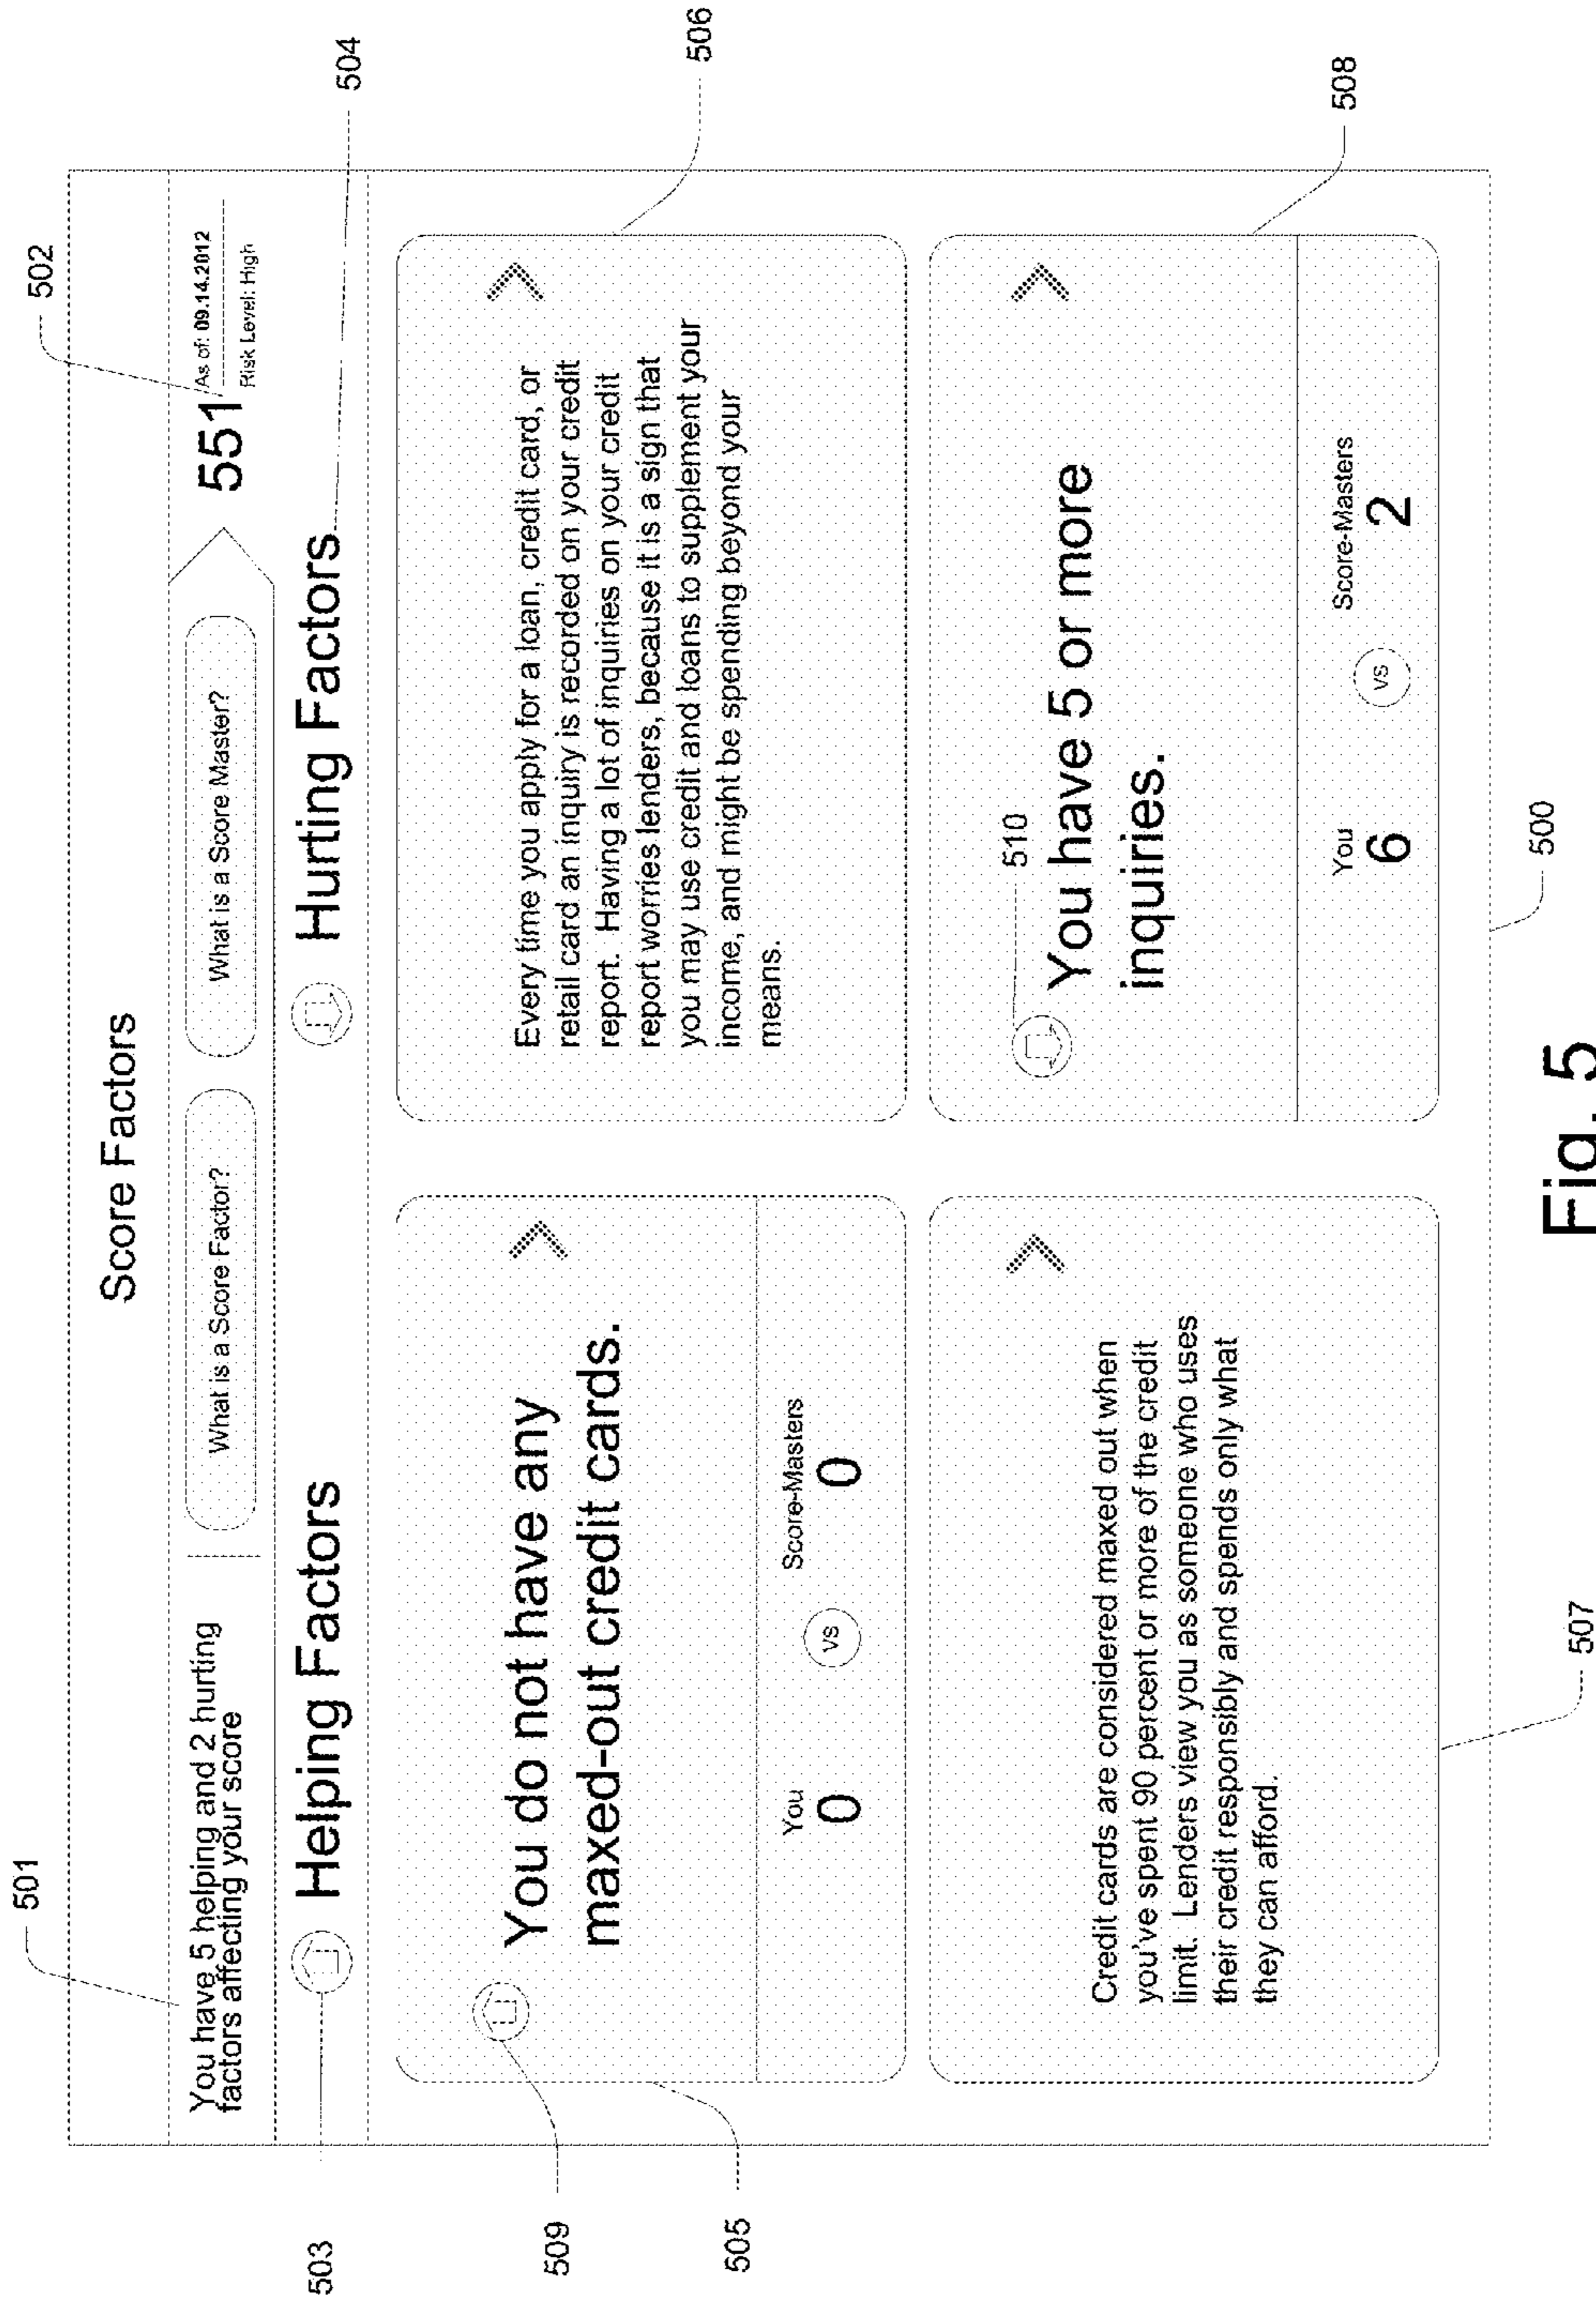 501
502
Score Factors
You have 5 helping and 2 hurting
factors affecting your score
What is a Score Factor?
What is a Score Master?
551
As of: 09.14.2012
Risk Level: High
503
Helping Factors
Hurting Factors
504
509
You do not have any
maxed-out credit cards.
You
0
vs
Score-Masters
0
505
Every time you apply for a loan, credit card, or
retail card an inquiry is recorded on your credit
report. Having a lot of inquiries on your credit
report worries lenders, because it is a sign that
you may use credit and loans to supplement your
income, and might be spending beyond your
means.
506
Credit cards are considered maxed out when
you've spent 90 percent or more of the credit
limit. Lenders view you as someone who uses
their credit responsibly and spends only what
they can afford.
507
510
You have 5 or more
inquiries.
You
6
vs
Score-Masters
2
508
500
Fig. 5